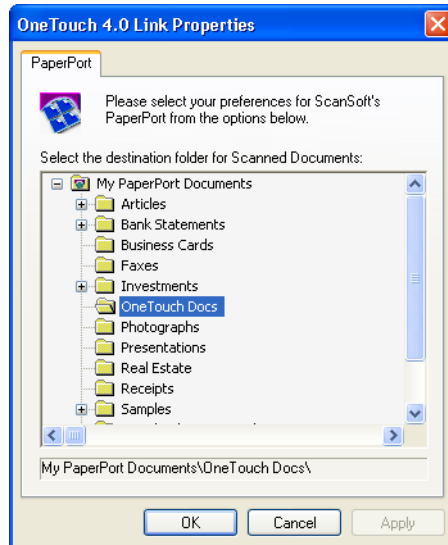 OneTouch 4.0 Link Properties
PaperPort
Please select your preferences for ScanSoft's
PaperPort from the options below.
Select the destination folder for Scanned Documents:
My PaperPort Documents
Articles
Bank Statements
Business Cards
Faxes
Investments
OneTouch Docs
Photographs
Presentations
Real Estate
Receipts
Samples
My PaperPort Documents\OneTouch Docs\
OK Cancel Apply